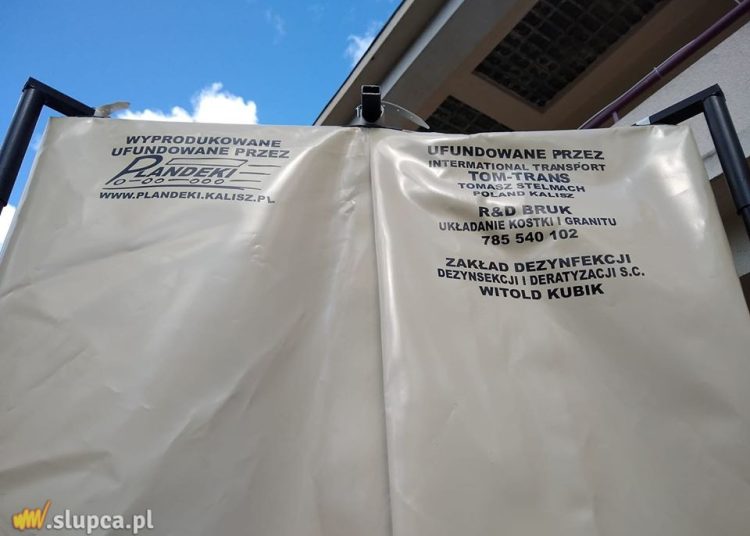 WYPRODUKOWANE
UFUNDOWANE PRZEZ
PLANDEKI
WWW.PLANDEKI.KALISZ.PL
UFUNDOWANE PRZEZ
INTERNATIONAL TRANSPORT
TOM-TRANS
TOMASZ STELMACH
POLAND KALISZ
R&D BRUK
UKŁADANIE KOSTKI I GRANITU
785 540 102
ZAKŁAD DEZYNFEKCJI
DEZYNSEKCJI I DERATYZACJI S.C.
WITOLD KUBIK
.slupca.pl